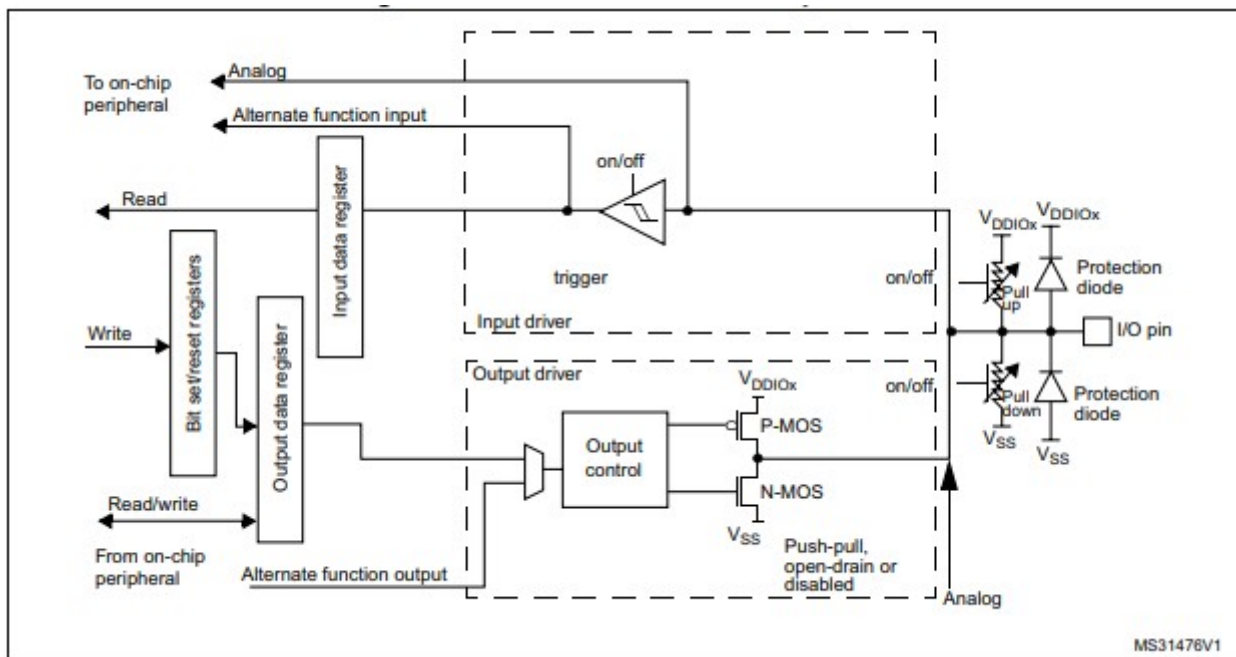 Analog
To on-chip
peripheral
Alternate function input
on/off
Read
Input data register
trigger
Input driver
VDDIOx
VDDIOx
on/off
Pull
up
Protection
diode
I/O pin
Write
Bit set/reset registers
Output data register
Output driver
VDDIOx
on/off
Pull
down
Protection
diode
VSS
VSS
P-MOS
Output
control
N-MOS
VSS
Read/write
From on-chip
peripheral
Alternate function output
Push-pull,
open-drain or
disabled
Analog
MS31476V1